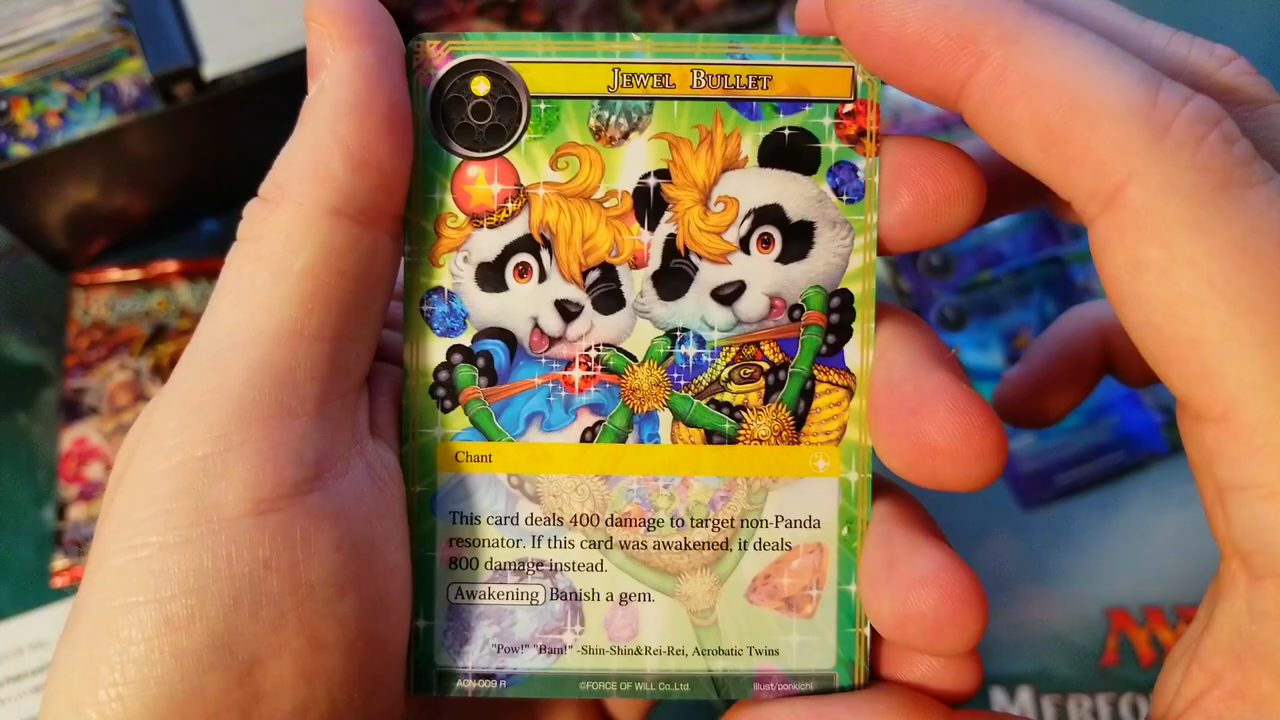 JEWEL BULLET
Chant
This card deals 400 damage to target non-Panda
resonator. If this card was awakened, it deals
800 damage instead.
Awakening Banish a gem.
"Pow!" "Bam!" -Shin-Shin&Rei-Rei, Acrobatic Twins
ACN-009 R ©FORCE OF WILL Co.,Ltd. Illust/ponkichi